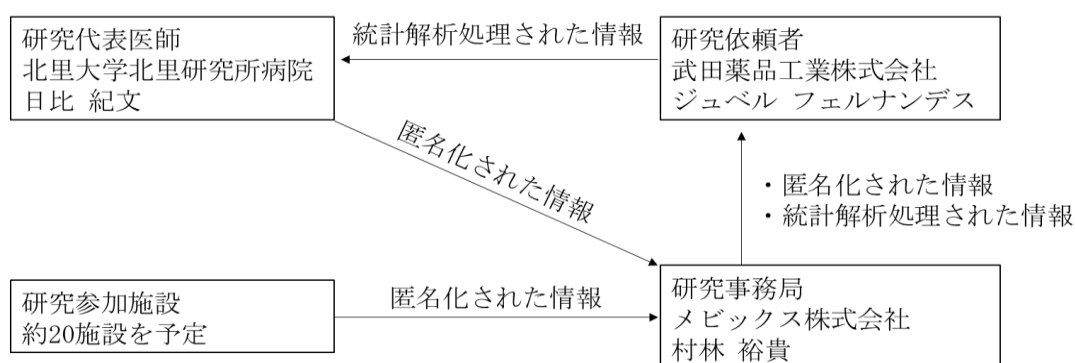 研究代表医師
北里大学北里研究所病院
日比 紀文
統計解析処理された情報
研究依頼者
武田薬品工業株式会社
ジュベル フェルナンデス
匿名化された情報
・匿名化された情報
・統計解析処理された情報
研究参加施設
約20施設を予定
匿名化された情報
研究事務局
メビックス株式会社
村林 裕貴